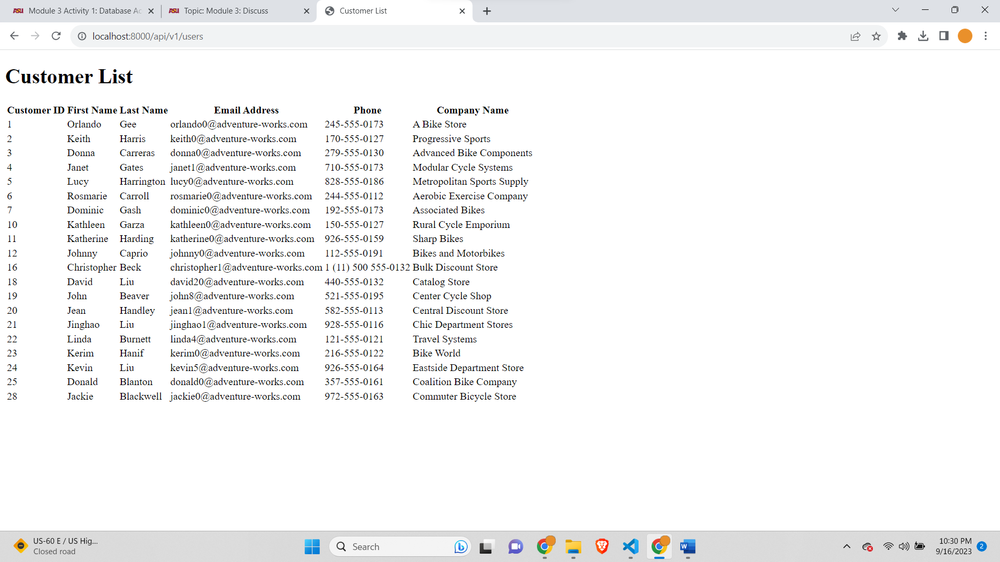 ASU Module 3 Activity 1: Database Ac
ASU Topic: Module 3: Discuss
Customer List
localhost:8000/api/v1/users
Customer List
Customer ID First Name Last Name Email Address Phone Company Name
1 Orlando Gee orlando0@adventure-works.com 245-555-0173 A Bike Store
2 Keith Harris keith0@adventure-works.com 170-555-0127 Progressive Sports
3 Donna Carreras donna0@adventure-works.com 279-555-0130 Advanced Bike Components
4 Janet Gates janet1@adventure-works.com 710-555-0173 Modular Cycle Systems
5 Lucy Harrington lucy0@adventure-works.com 828-555-0186 Metropolitan Sports Supply
6 Rosmarie Carroll rosmarie0@adventure-works.com 244-555-0112 Aerobic Exercise Company
7 Dominic Gash dominic0@adventure-works.com 192-555-0173 Associated Bikes
10 Kathleen Garza kathleen0@adventure-works.com 150-555-0127 Rural Cycle Emporium
11 Katherine Harding katherine0@adventure-works.com 926-555-0159 Sharp Bikes
12 Johnny Caprio johnny0@adventure-works.com 112-555-0191 Bikes and Motorbikes
16 Christopher Beck christopher1@adventure-works.com 1 (11) 500 555-0132 Bulk Discount Store
18 David Liu david20@adventure-works.com 440-555-0132 Catalog Store
19 John Beaver john8@adventure-works.com 521-555-0195 Center Cycle Shop
20 Jean Handley jean1@adventure-works.com 582-555-0113 Central Discount Store
21 Jinghao Liu jinghao1@adventure-works.com 928-555-0116 Chic Department Stores
22 Linda Burnett linda4@adventure-works.com 121-555-0121 Travel Systems
23 Kerim Hanif kerim0@adventure-works.com 216-555-0122 Bike World
24 Kevin Liu kevin5@adventure-works.com 926-555-0164 Eastside Department Store
25 Donald Blanton donald0@adventure-works.com 357-555-0161 Coalition Bike Company
28 Jackie Blackwell jackie0@adventure-works.com 972-555-0163 Commuter Bicycle Store
US-60 E / US Hig...
Closed road
Search
W
10:30 PM
9/16/2023
2